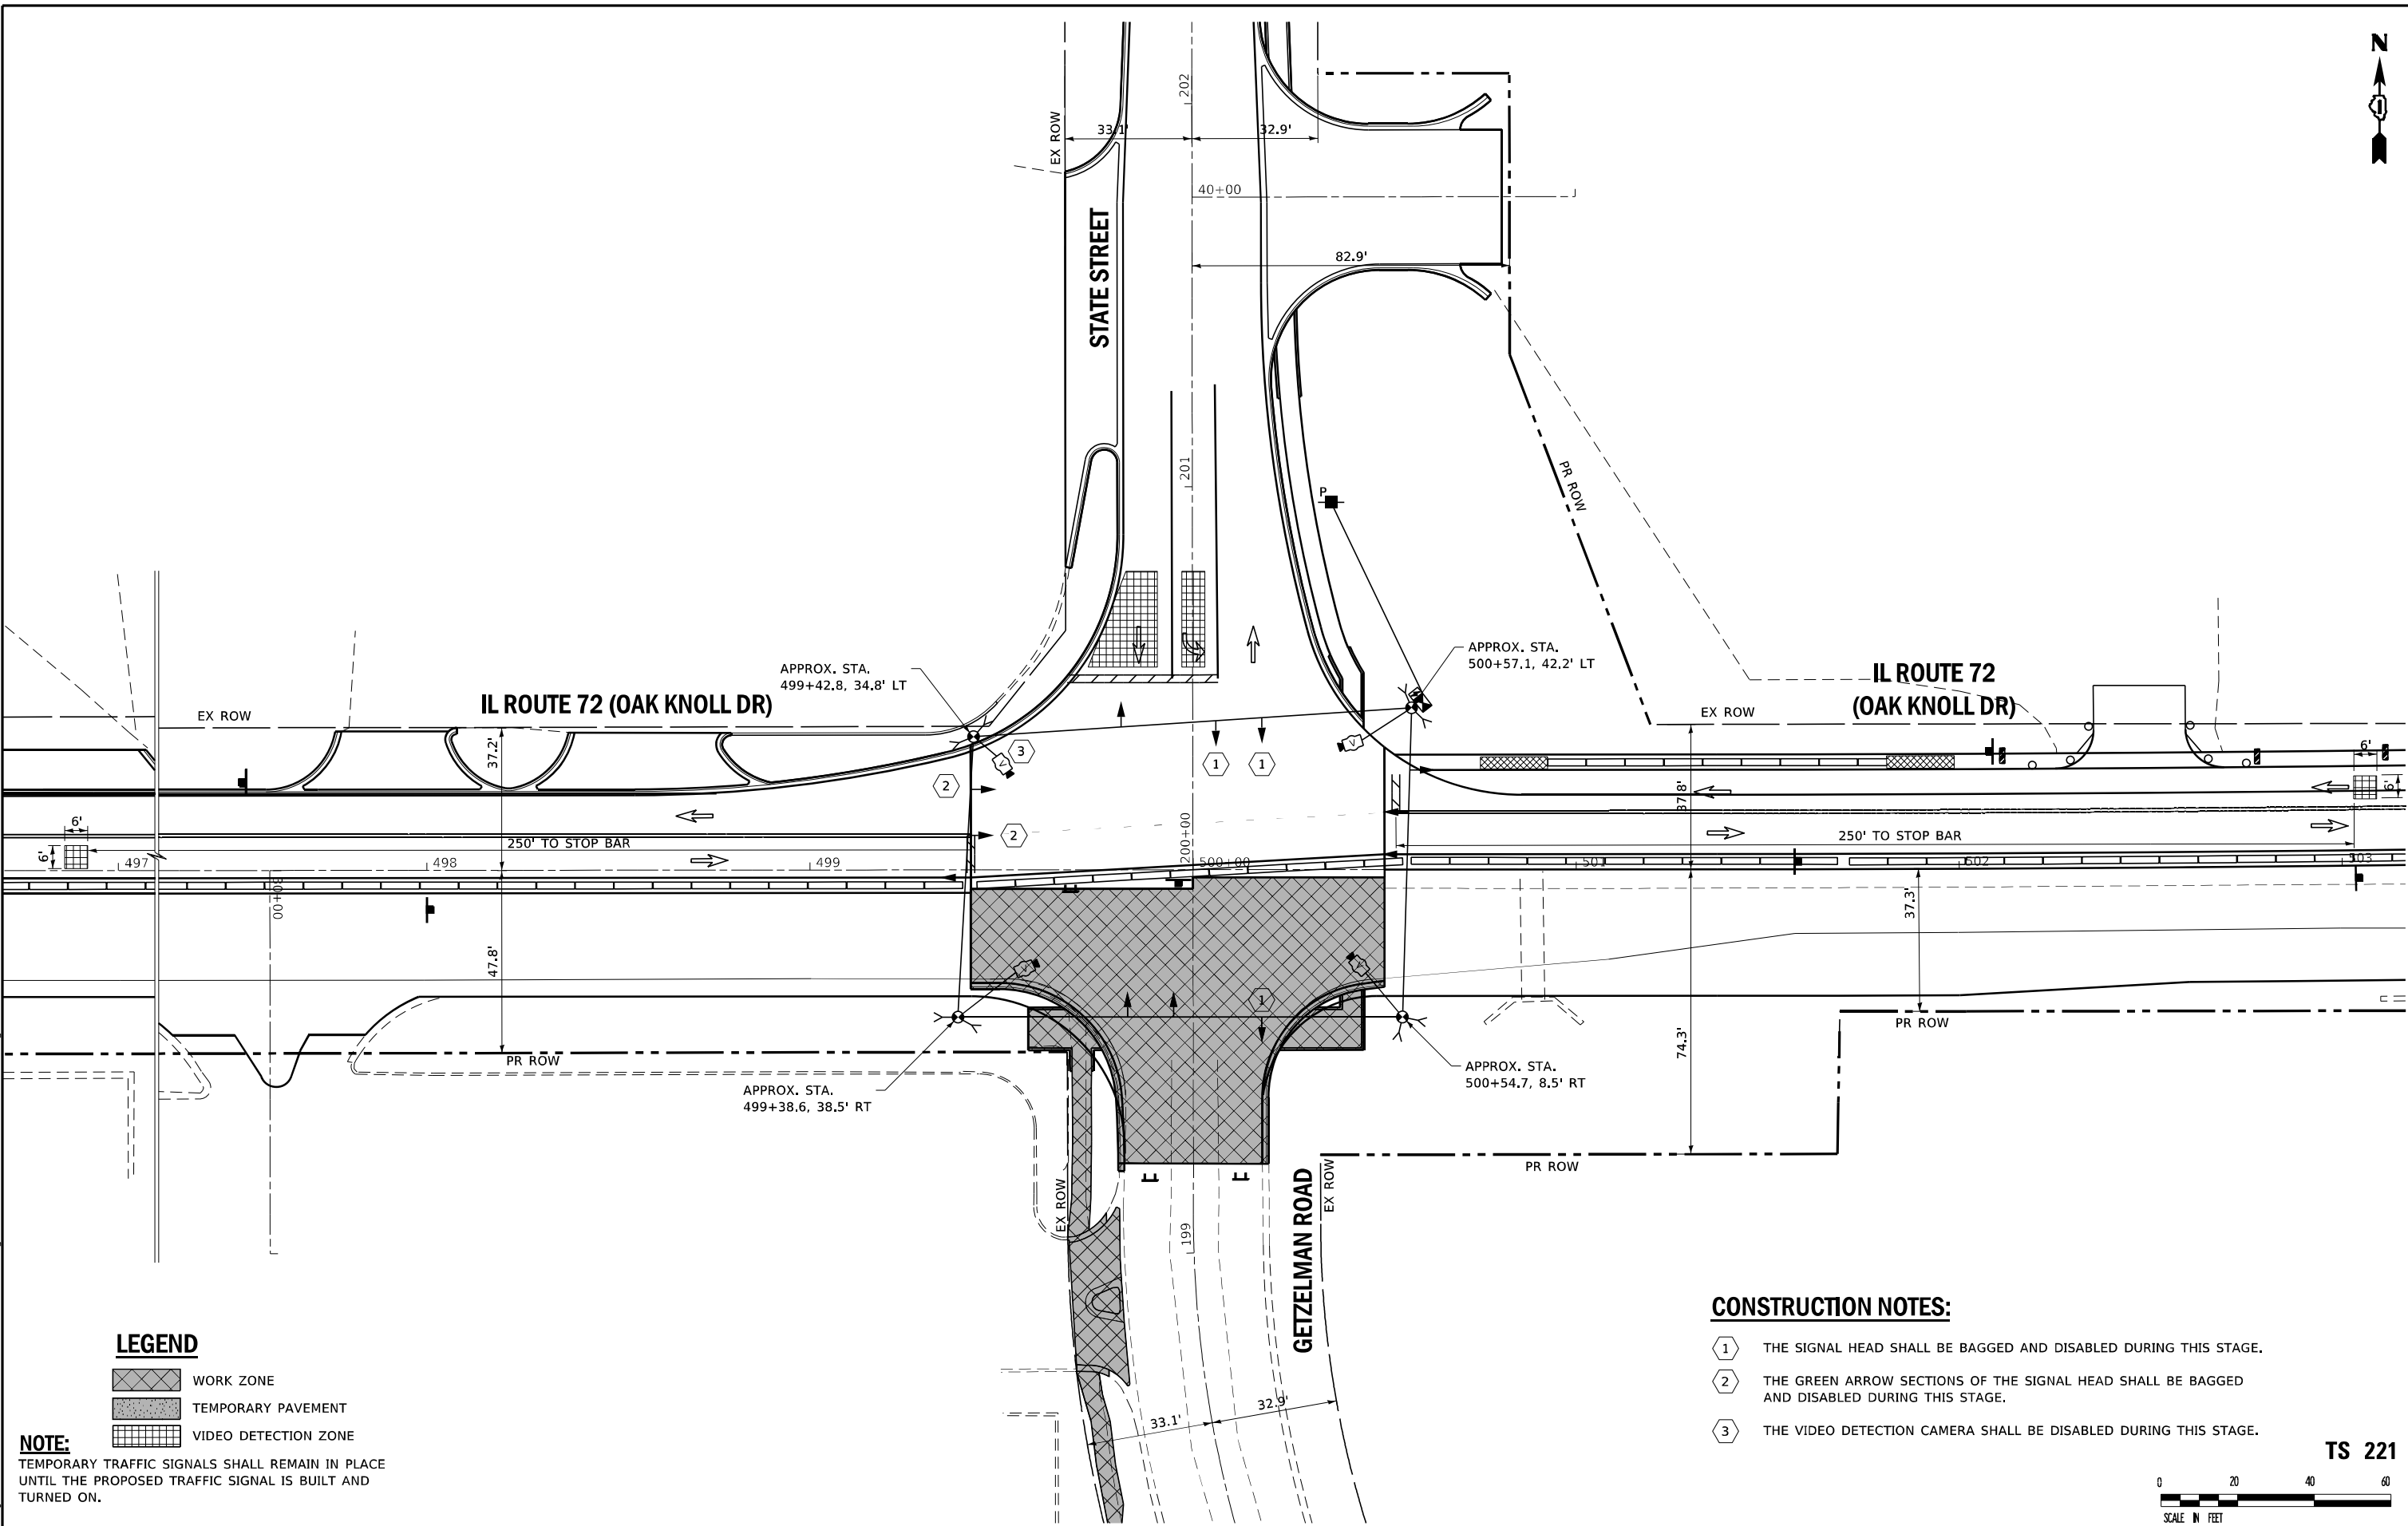 N
202
EX ROW
33.1'
32.9'
40+00
STATE STREET
82.9'
201
P
PR ROW
APPROX. STA.
499+42.8, 34.8' LT
APPROX. STA.
500+57.1, 42.2' LT
IL ROUTE 72 (OAK KNOLL DR)
IL ROUTE 72
(OAK KNOLL DR)
EX ROW
EX ROW
37.2'
3
V
V
1
1
2
2
6'
6'
37.8'
6'
6'
250' TO STOP BAR
250' TO STOP BAR
497
498
499
200+00
500+00
501
502
503
30+00
47.8'
37.3'
V
V
1
74.3'
PR ROW
PR ROW
APPROX. STA.
499+38.6, 38.5' RT
APPROX. STA.
500+54.7, 8.5' RT
PR ROW
EX ROW
199
GETZELMAN ROAD
EX ROW
33.1'
32.9'
LEGEND
WORK ZONE
TEMPORARY PAVEMENT
VIDEO DETECTION ZONE
NOTE:
TEMPORARY TRAFFIC SIGNALS SHALL REMAIN IN PLACE
UNTIL THE PROPOSED TRAFFIC SIGNAL IS BUILT AND
TURNED ON.
CONSTRUCTION NOTES:
1 THE SIGNAL HEAD SHALL BE BAGGED AND DISABLED DURING THIS STAGE.
2 THE GREEN ARROW SECTIONS OF THE SIGNAL HEAD SHALL BE BAGGED
AND DISABLED DURING THIS STAGE.
3 THE VIDEO DETECTION CAMERA SHALL BE DISABLED DURING THIS STAGE.
TS 221
0 20 40 60
SCALE IN FEET